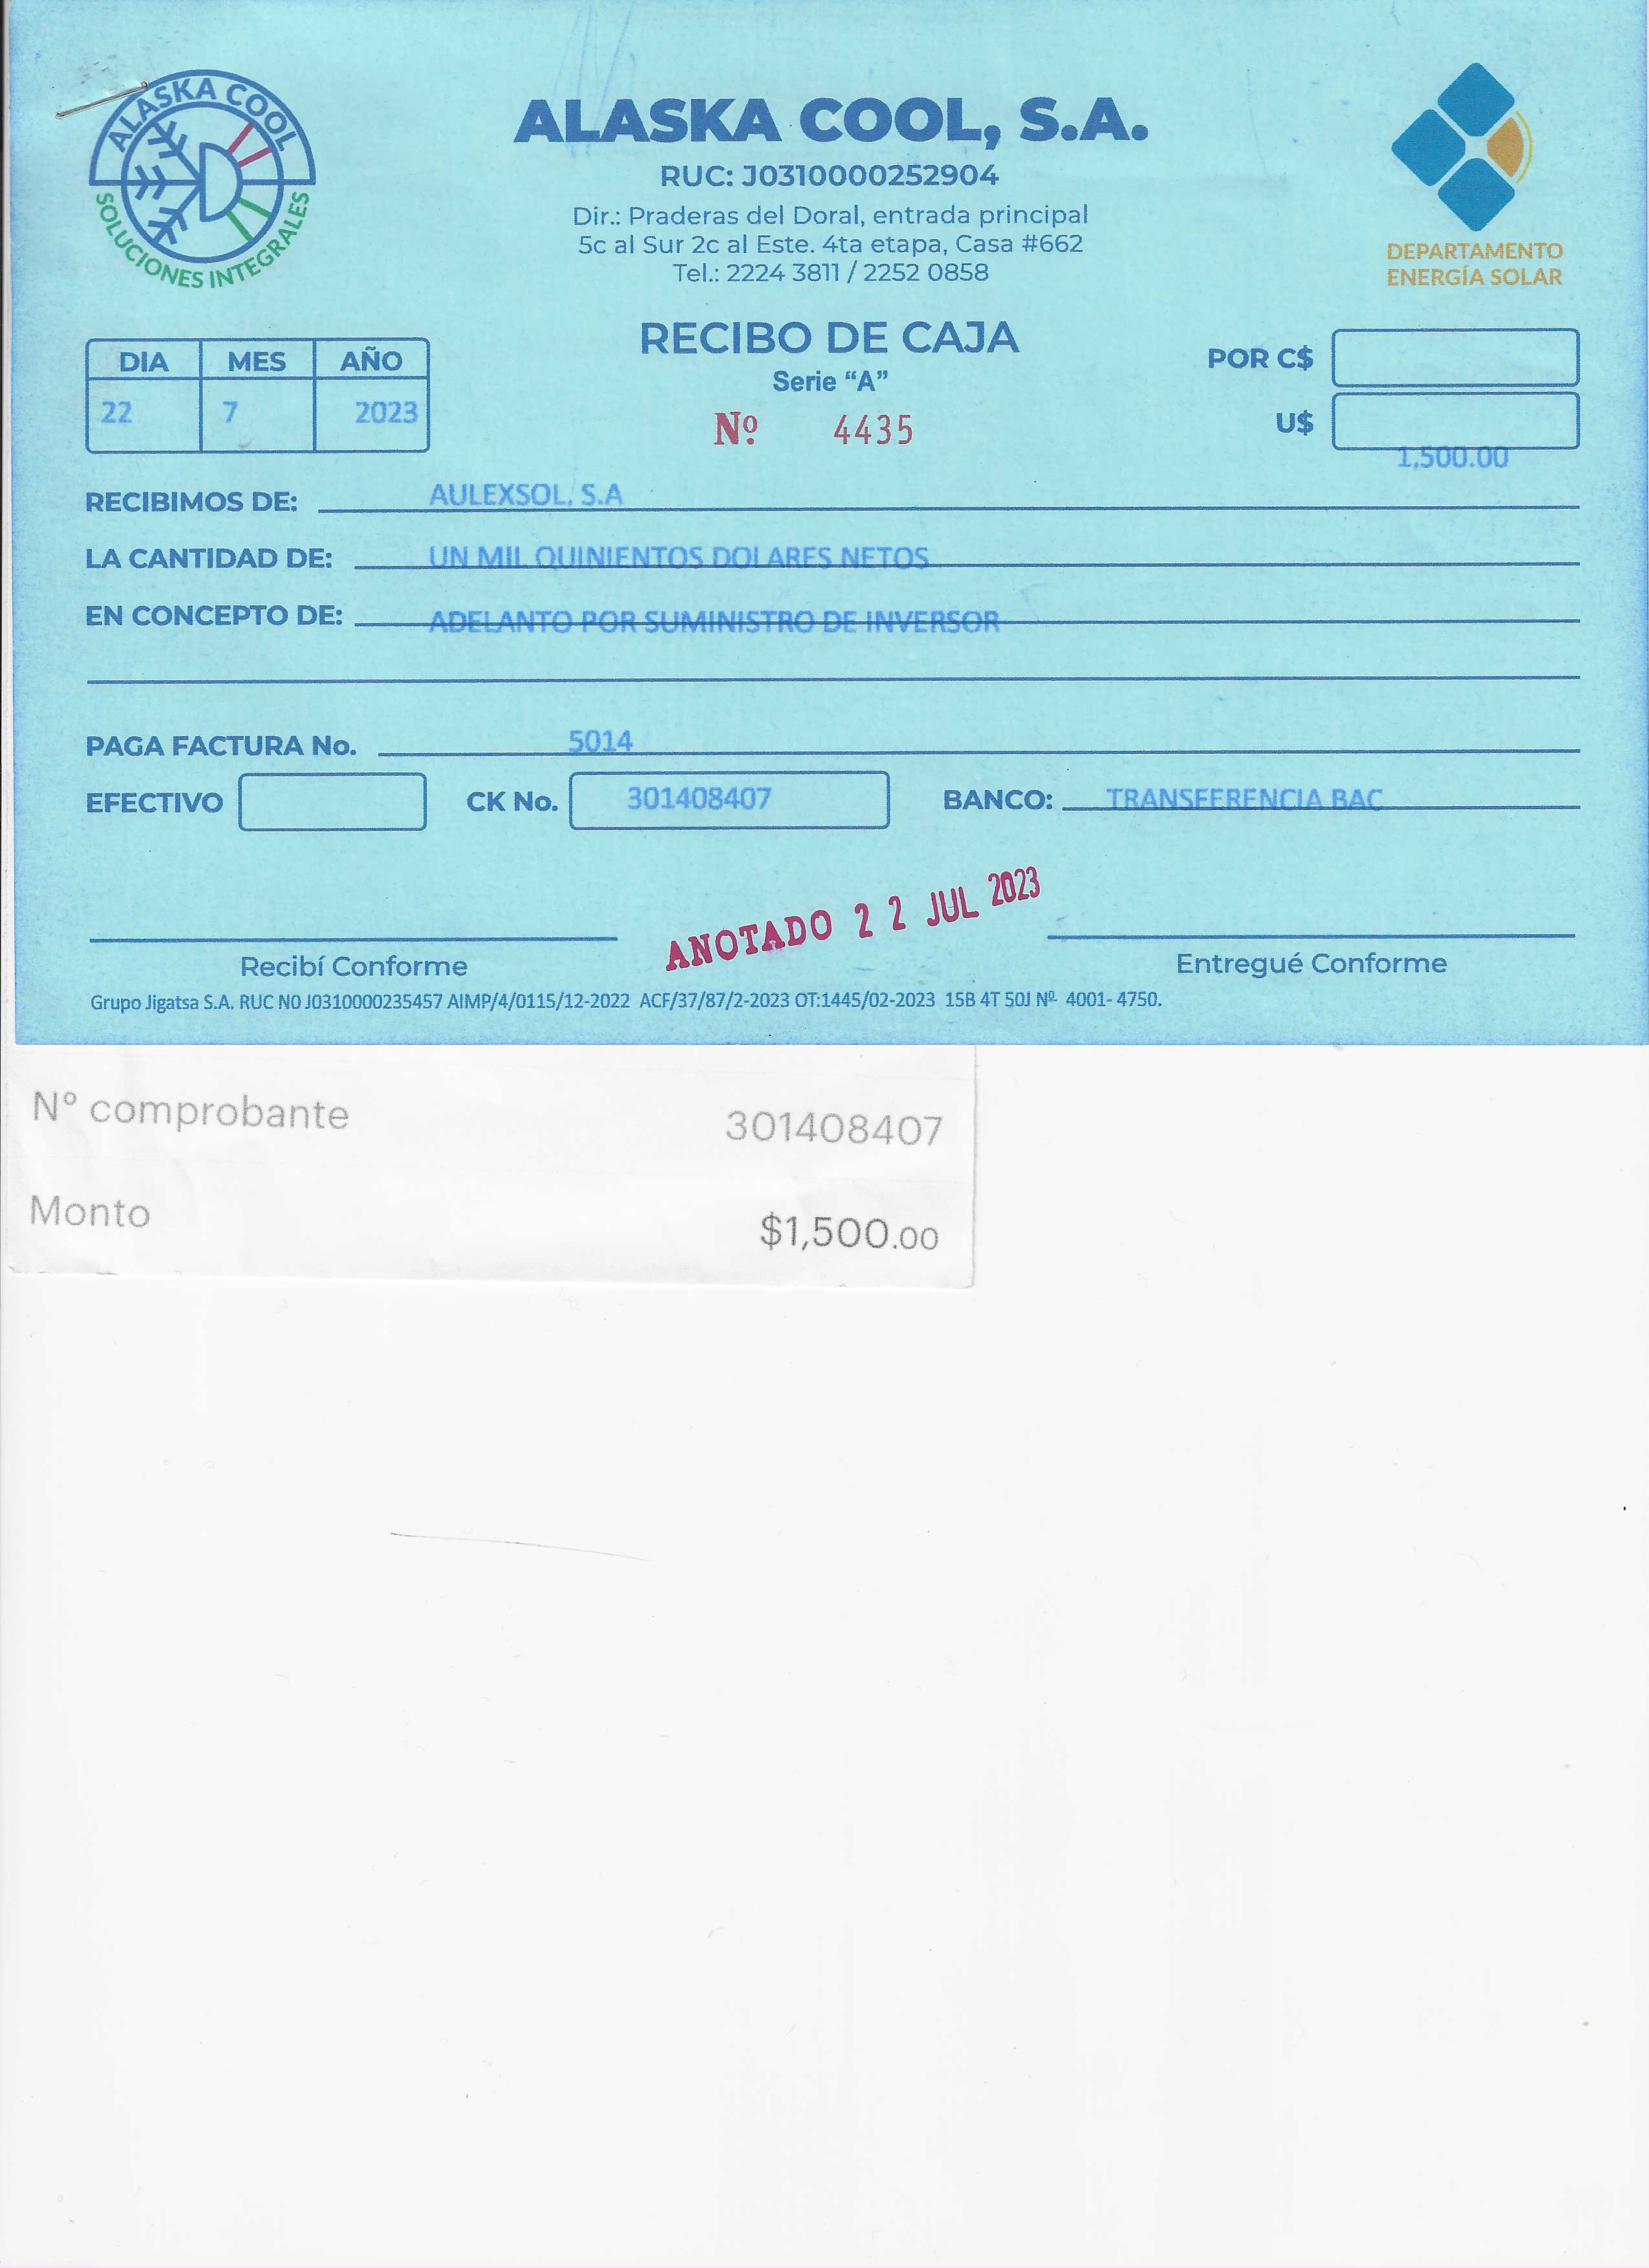 ALASKA COOL
SOLUCIONES INTEGRALES
ALASKA COOL, S.A.
RUC: J0310000252904
Dir.: Praderas del Doral, entrada principal
5c al Sur 2c al Este. 4ta etapa, Casa #662
Tel.: 2224 3811 / 2252 0858
DEPARTAMENTO
ENERGÍA SOLAR
RECIBO DE CAJA
Serie “A”
Nº 4435
DIA MES AÑO
22 7 2023
POR C$
U$
1,500.00
RECIBIMOS DE: AULEXSOL. S.A
LA CANTIDAD DE: UN MIL QUINIENTOS DOLARES NETOS
EN CONCEPTO DE: ADELANTO POR SUMINISTRO DE INVERSOR
PAGA FACTURA No. 5014
EFECTIVO CK No. 301408407 BANCO: TRANSFERENCIA BAC
ANOTADO 22 JUL 2023
Recibí Conforme Entregué Conforme
Grupo Jigatsa S.A. RUC N0 J0310000235457 AIMP/4/0115/12-2022 ACF/37/87/2-2023 OT:1445/02-2023 15B 4T 50J Nº 4001- 4750.
Nº comprobante 301408407
Monto $1,500.00